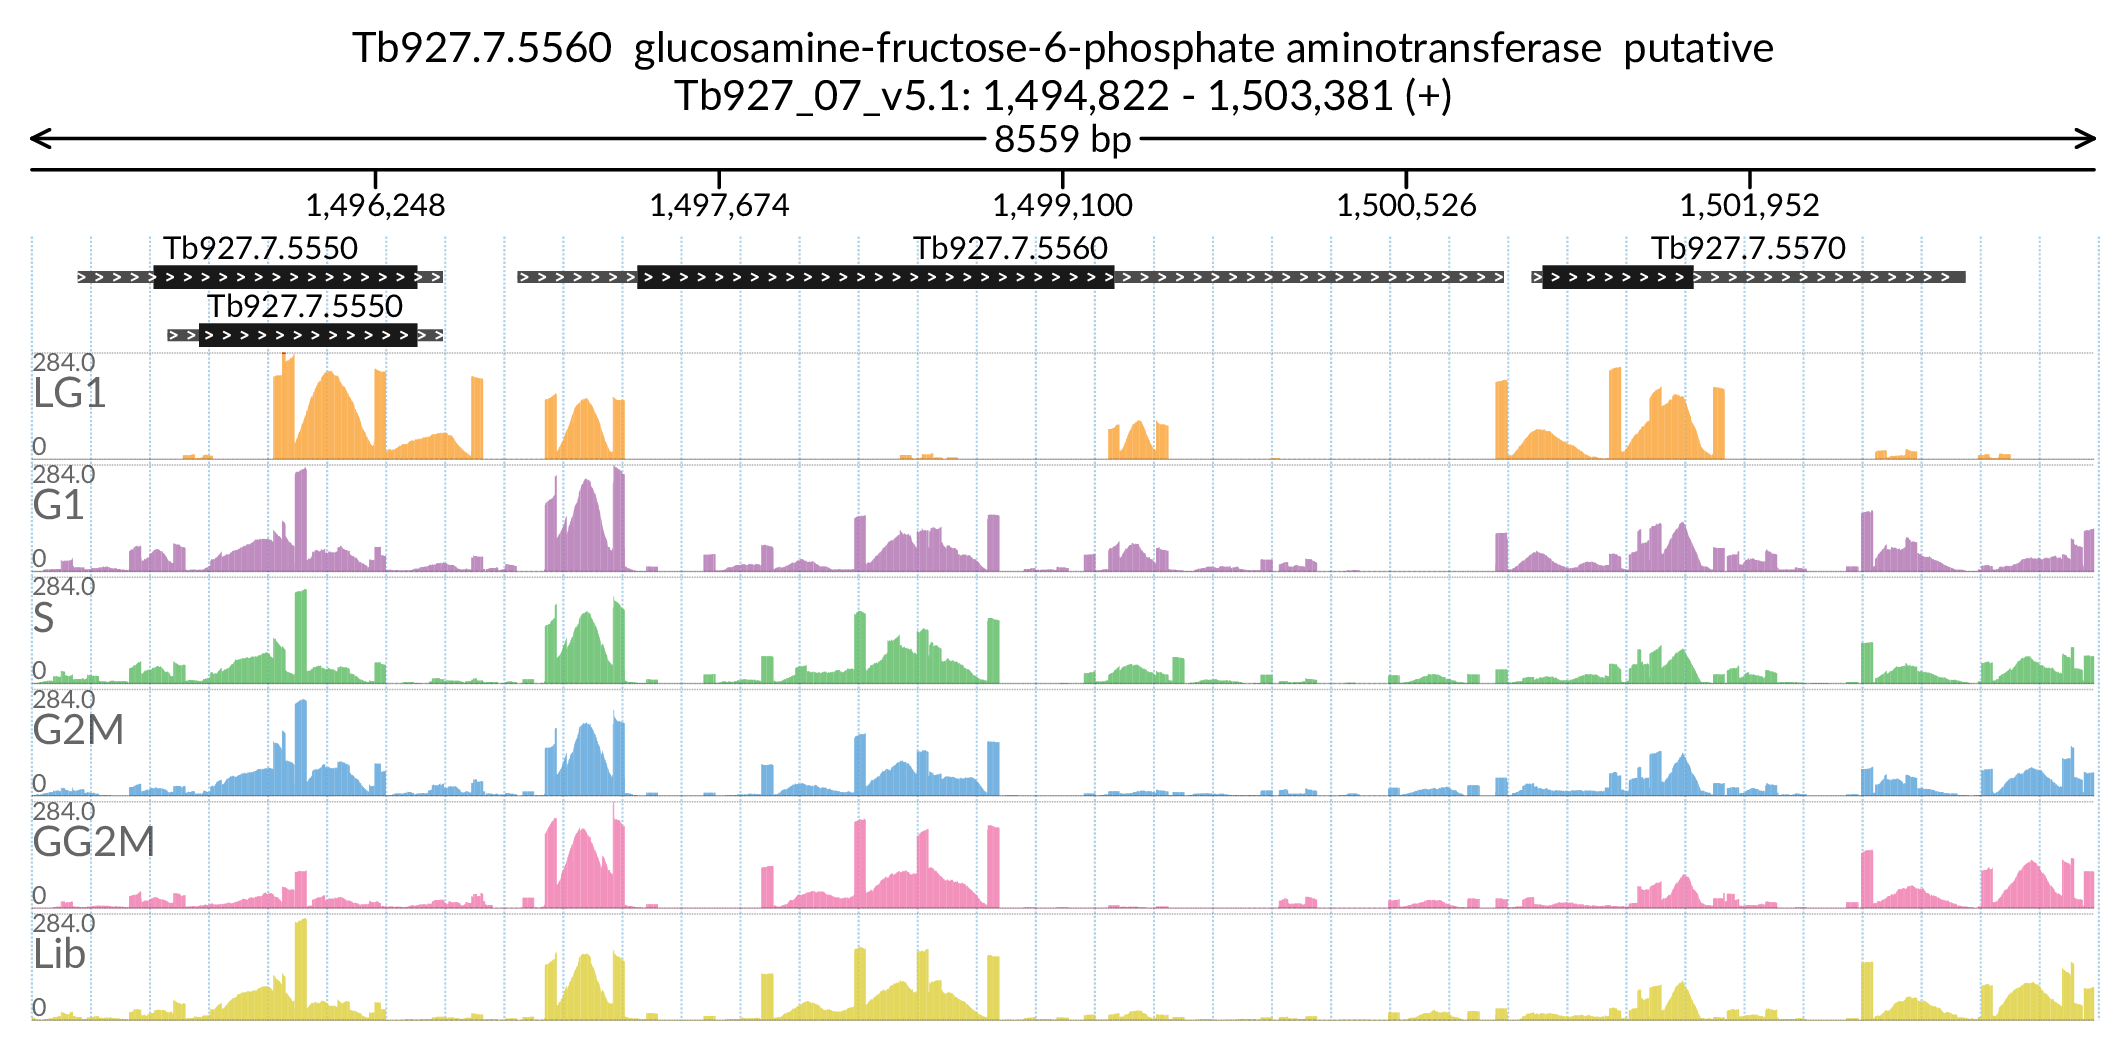 Tb927.7.5560  glucosamine-fructose-6-phosphate aminotransferase  putative
Tb927_07_v5.1: 1,494,822 - 1,503,381 (+)
8559 bp
1,496,248 1,497,674 1,499,100 1,500,526 1,501,952
Tb927.7.5550 Tb927.7.5560 Tb927.7.5570
Tb927.7.5550
284.0
LG1
0
284.0
G1
0
284.0
S
0
284.0
G2M
0
284.0
GG2M
0
284.0
Lib
0